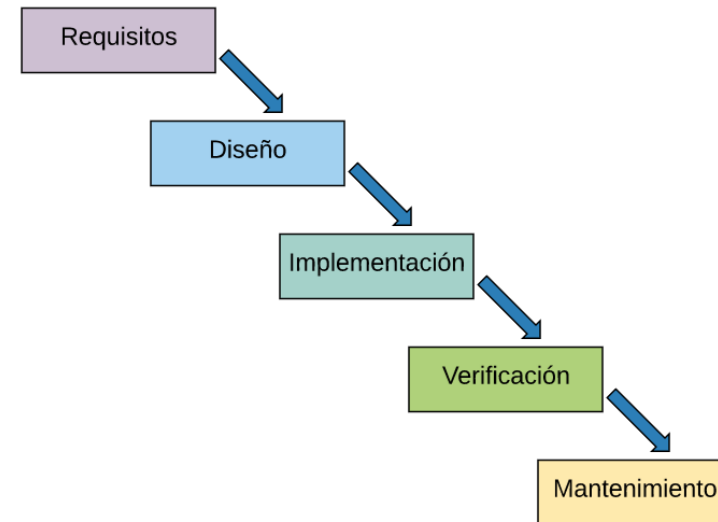 Requisitos
Diseño
Implementación
Verificación
Mantenimiento